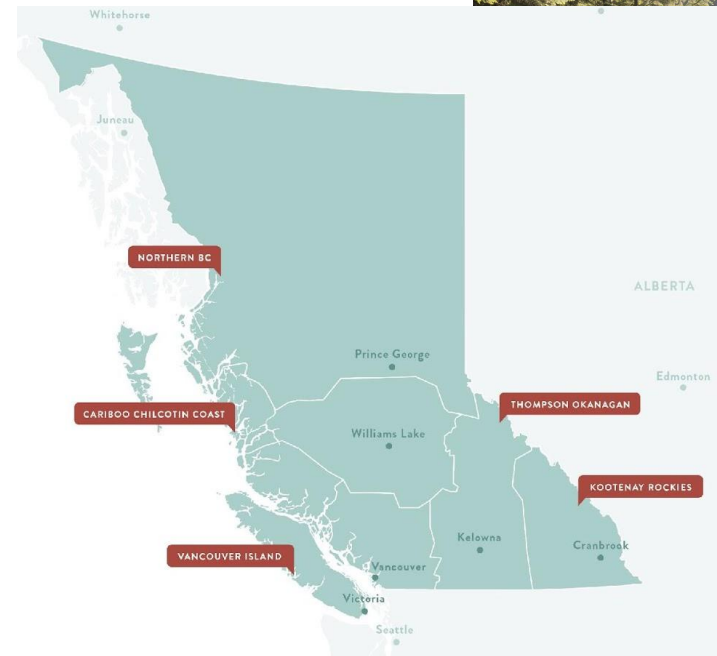 Whitehorse
Juneau
NORTHERN BC
ALBERTA
Prince George
Edmonton
THOMPSON OKANAGAN
CARIBOO CHILCOTIN COAST
Williams Lake
KOOTENAY ROCKIES
Kelowna
Cranbrook
VANCOUVER ISLAND
Vancouver
Victoria
Seattle